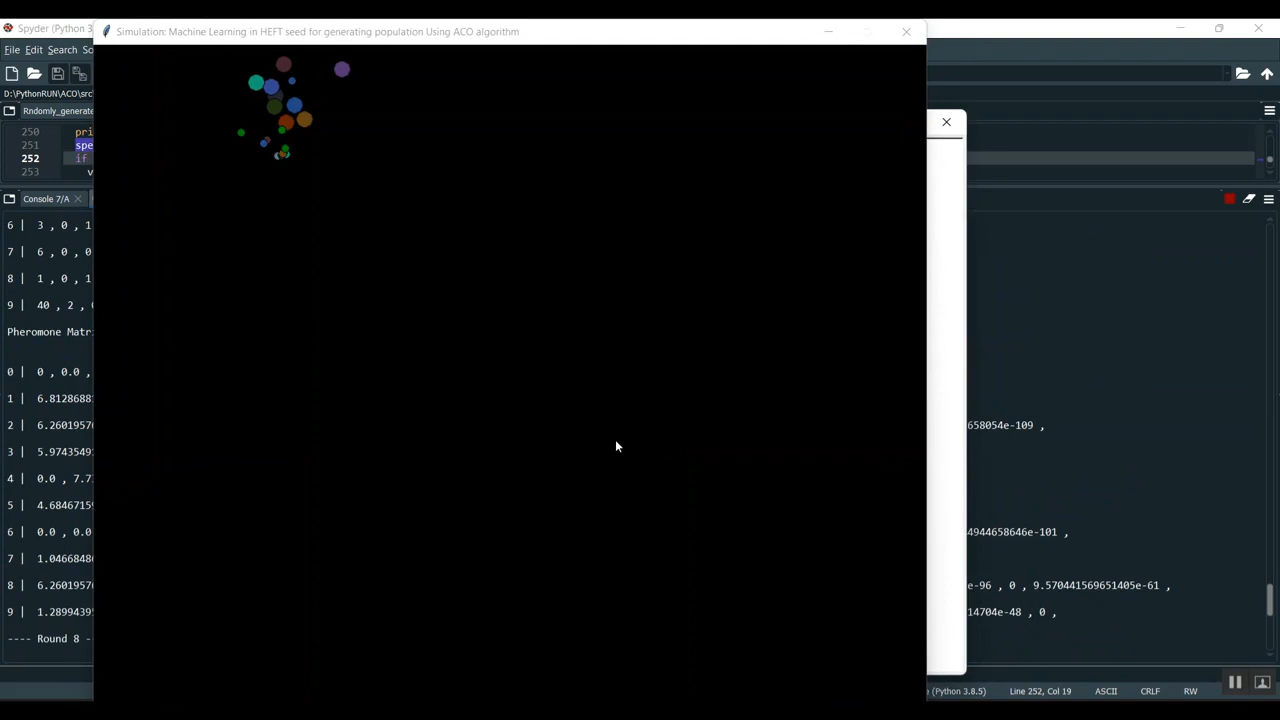 Spyder (Python 3
Simulation: Machine Learning in HEFT seed for generating population Using ACO algorithm
File Edit Search So
D:\PythonRUN\ACO\src
Rndomly_generate
250 pri
251 spe
252 if
253 v
Console 7/A
6 | 3 , 0 , 1
7 | 6 , 0 , 0
8 | 1 , 0 , 1
9 | 40 , 2 ,
Pheromone Matri
0 | 0 , 0.0 ,
1 | 6.8128688
2 | 6.2601957
658054e-109 ,
3 | 5.9743549
4 | 0.0 , 7.7
5 | 4.6846715
6 | 0.0 , 0.0
4944658646e-101 ,
7 | 1.0466848
8 | 6.2601957
e-96 , 0 , 9.570441569651405e-61 ,
9 | 1.2899439
14704e-48 , 0 ,
---- Round 8 --
(Python 3.8.5) Line 252, Col 19 ASCII CRLF RW